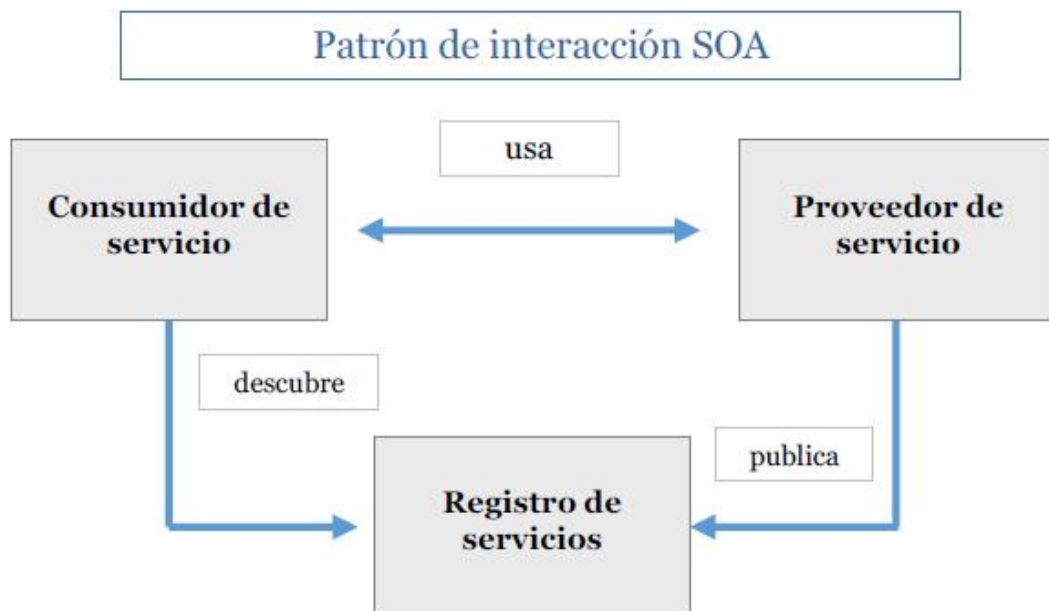 Patrón de interacción SOA
usa
Consumidor de
servicio
Proveedor de
servicio
descubre
publica
Registro de
servicios